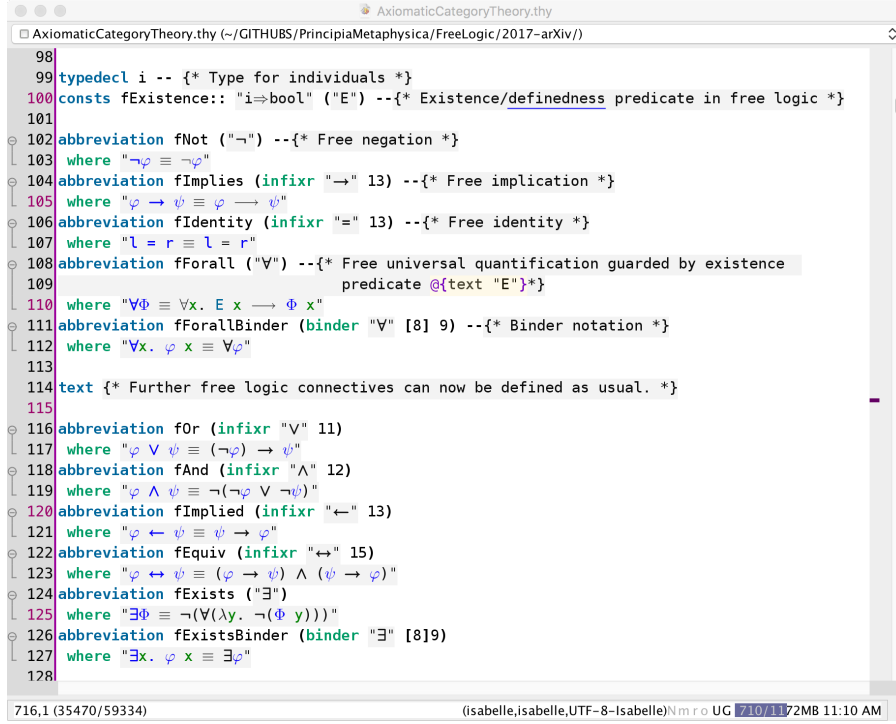 AxiomaticCategoryTheory.thy
AxiomaticCategoryTheory.thy (~/GITHUBS/PrincipiaMetaphysica/FreeLogic/2017-arXiv/)
98
99 typedecl i -- {* Type for individuals *}
100 consts fExistence:: "i⇒bool" ("E") --{* Existence/definedness predicate in free logic *}
101
102 abbreviation fNot ("¬") --{* Free negation *}
103 where "¬φ ≡ ¬φ"
104 abbreviation fImplies (infixr "→" 13) --{* Free implication *}
105 where "φ → ψ ≡ φ ⟶ ψ"
106 abbreviation fIdentity (infixr "=" 13) --{* Free identity *}
107 where "l = r ≡ l = r"
108 abbreviation fForall ("∀") --{* Free universal quantification guarded by existence
109 predicate @{text "E"}*}
110 where "∀Φ ≡ ∀x. E x ⟶ Φ x"
111 abbreviation fForallBinder (binder "∀" [8] 9) --{* Binder notation *}
112 where "∀x. φ x ≡ ∀φ"
113
114 text {* Further free logic connectives can now be defined as usual. *}
115
116 abbreviation fOr (infixr "∨" 11)
117 where "φ ∨ ψ ≡ (¬φ) → ψ"
118 abbreviation fAnd (infixr "∧" 12)
119 where "φ ∧ ψ ≡ ¬(¬φ ∨ ¬ψ)"
120 abbreviation fImplied (infixr "←" 13)
121 where "φ ← ψ ≡ ψ → φ"
122 abbreviation fEquiv (infixr "↔" 15)
123 where "φ ↔ ψ ≡ (φ → ψ) ∧ (ψ → φ)"
124 abbreviation fExists ("∃")
125 where "∃Φ ≡ ¬(∀(λy. ¬(Φ y)))"
126 abbreviation fExistsBinder (binder "∃" [8]9)
127 where "∃x. φ x ≡ ∃φ"
128
716,1 (35470/59334) (isabelle,isabelle,UTF-8-Isabelle)N m r o UG 710/1172MB 11:10 AM